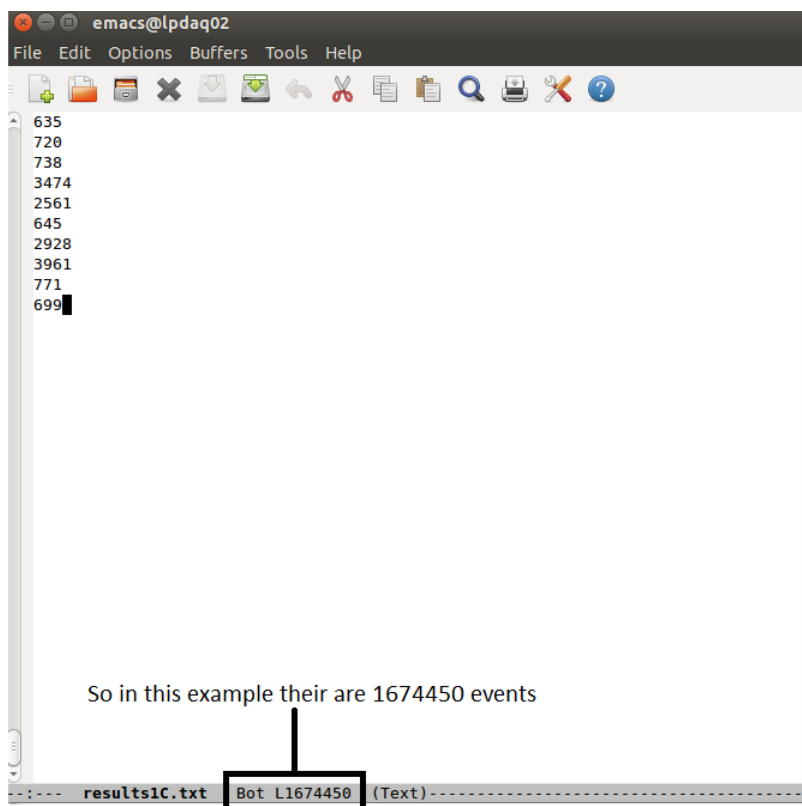 emacs@lpdaq02
File Edit Options Buffers Tools Help
635
720
738
3474
2561
645
2928
3961
771
699
So in this example their are 1674450 events
--:--- results1C.txt Bot L1674450 (Text)--------------------------------------